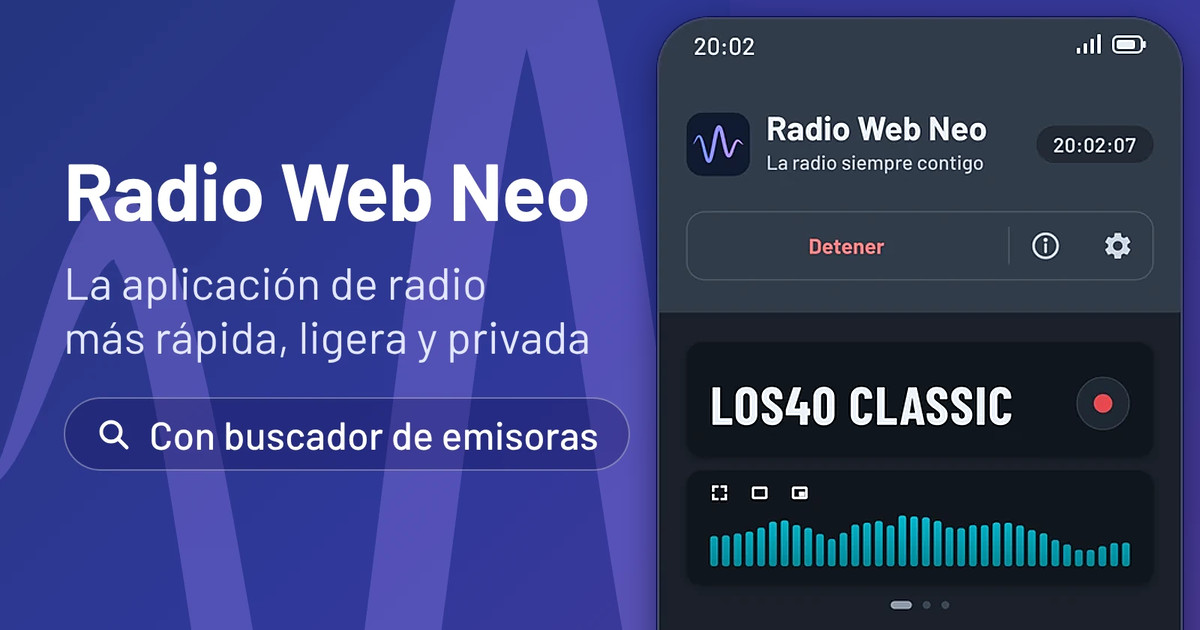 Radio Web Neo
La aplicación de radio
más rápida, ligera y privada
Con buscador de emisoras
20:02
Radio Web Neo
La radio siempre contigo
20:02:07
Detener
LOS40 CLASSIC